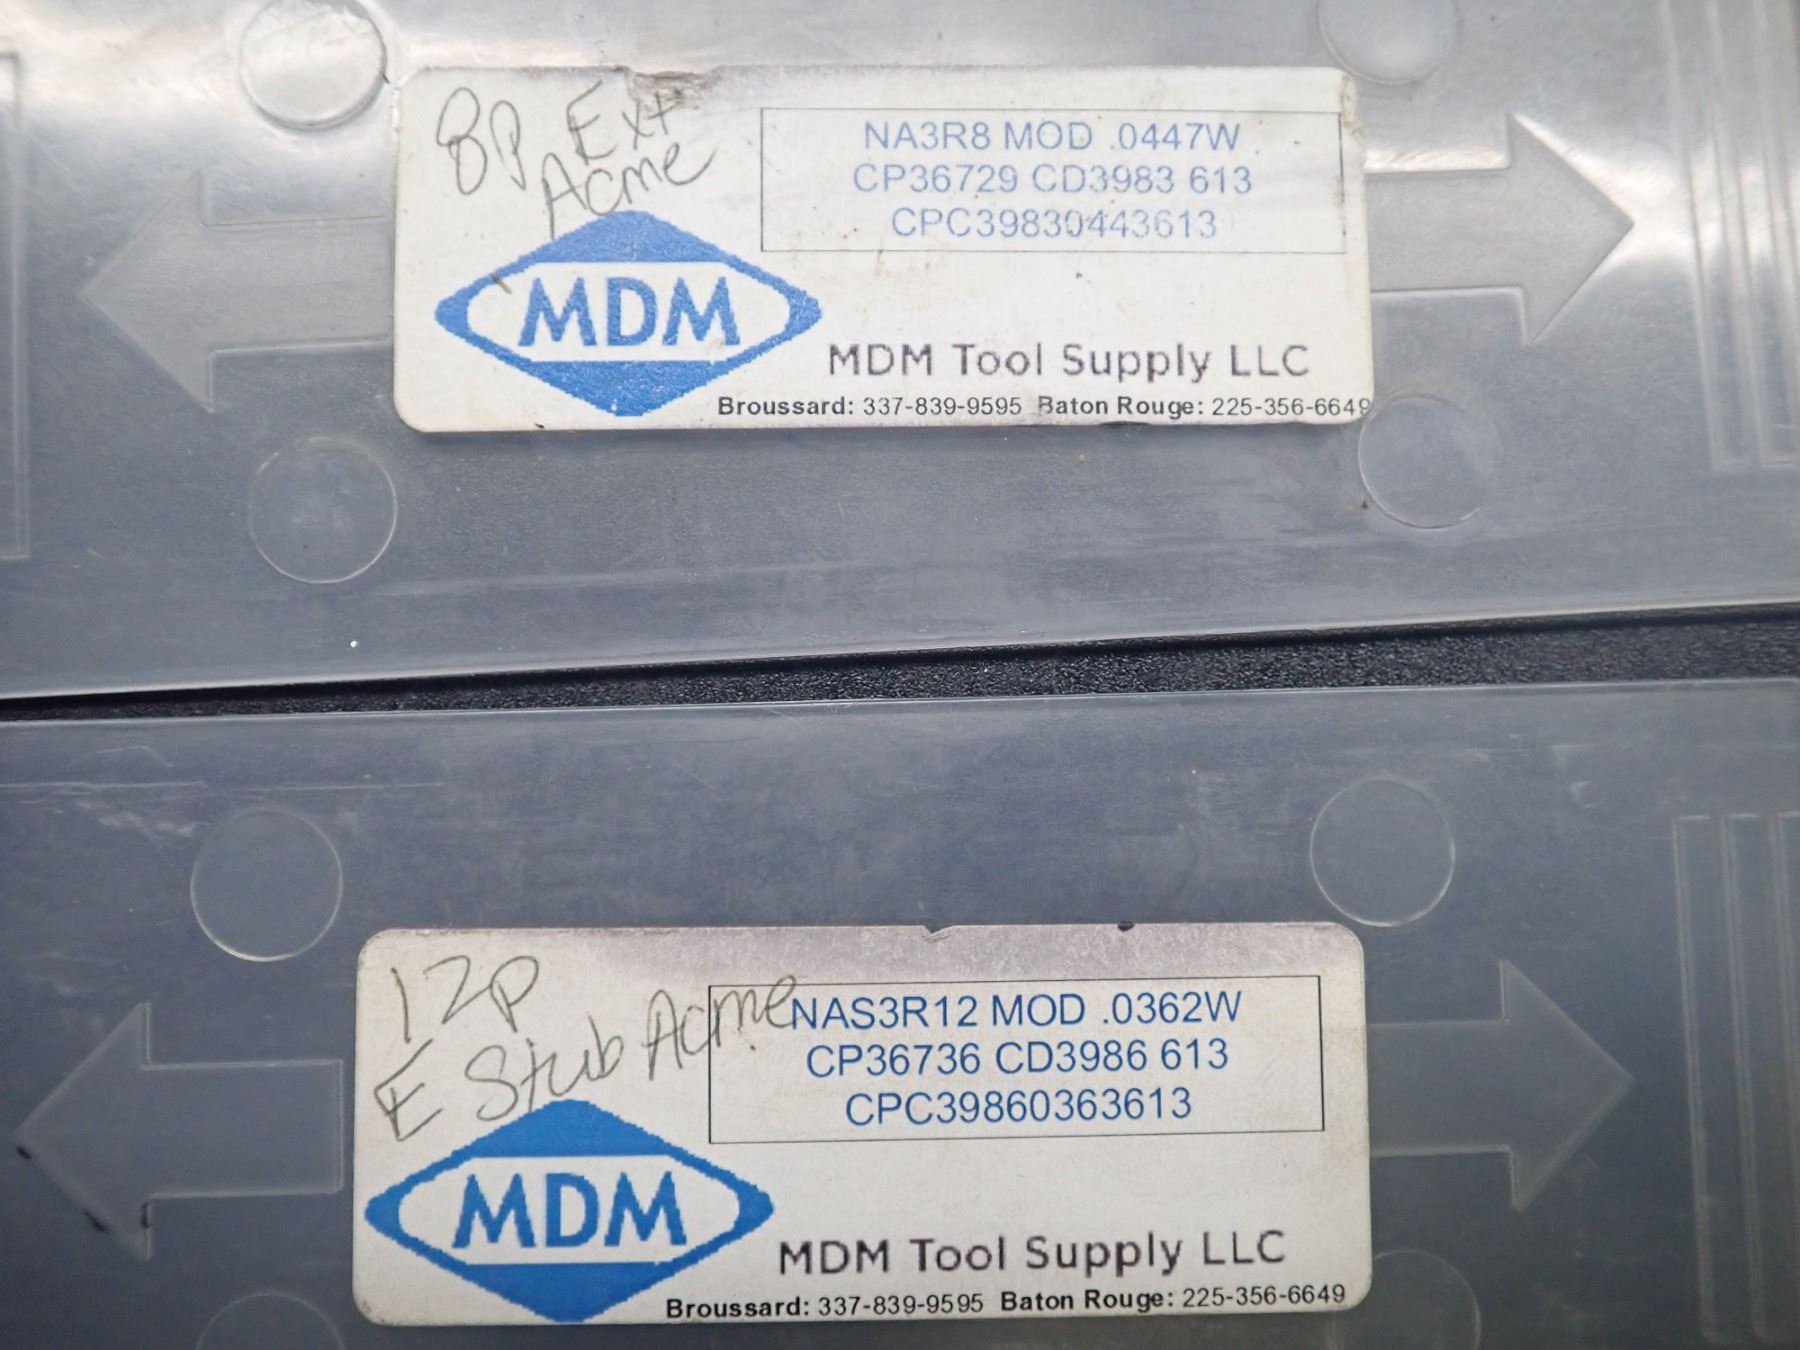 8P Ext
Acme
NA3R8 MOD .0447W
CP36729 CD3983 613
CPC39830443613
MDM
MDM Tool Supply LLC
Broussard: 337-839-9595 Baton Rouge: 225-356-6649
12P
E Stub Acme
NAS3R12 MOD .0362W
CP36736 CD3986 613
CPC39860363613
MDM
MDM Tool Supply LLC
Broussard: 337-839-9595 Baton Rouge: 225-356-6649